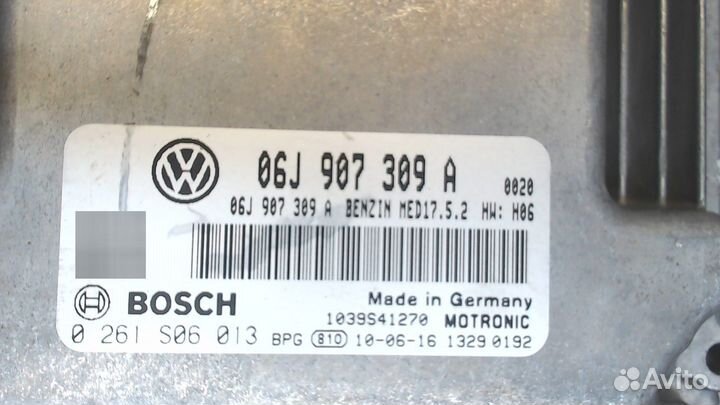 06J 907 309 A 0020
06J 907 309 A BENZIN MED17.5.2 HW: H06
BOSCH
Made in Germany
1039S41270 MOTRONIC
0 261 S06 013 BPG 810 10-06-16 1329 0192
Avito